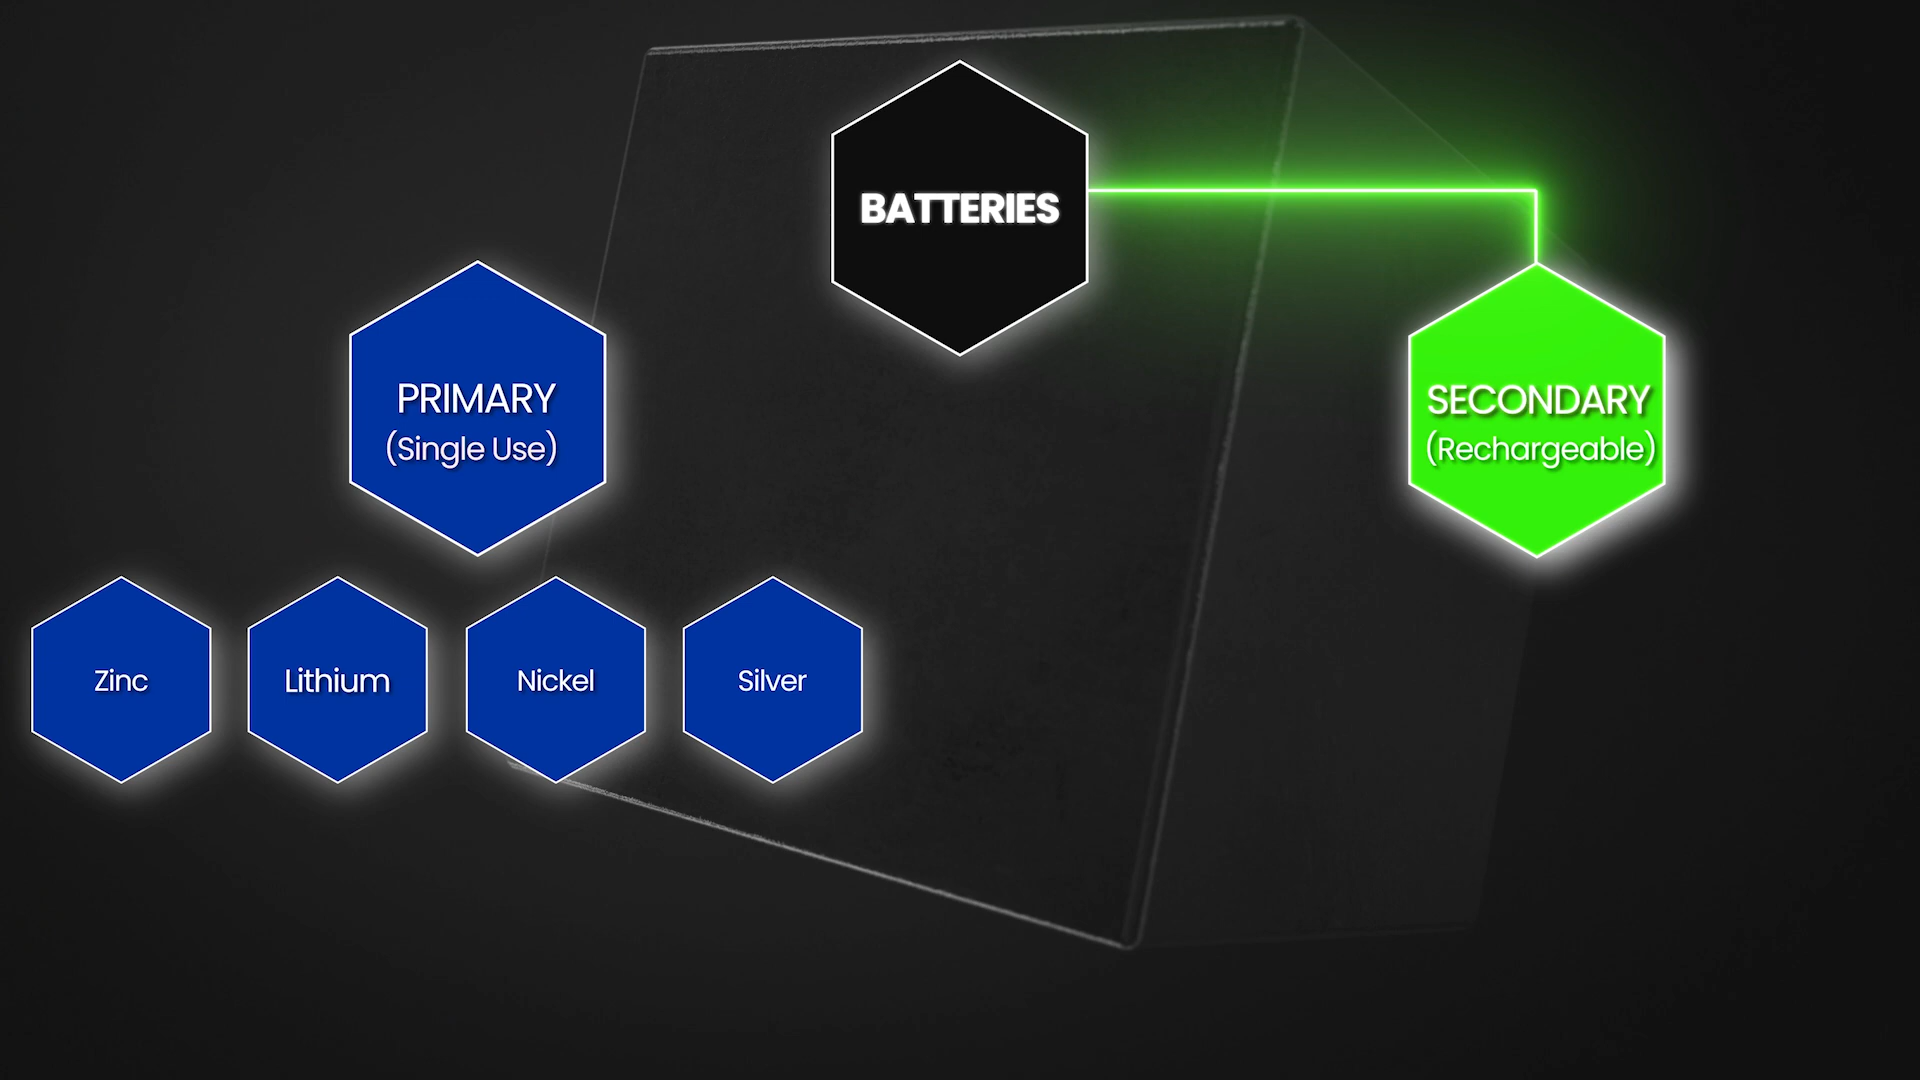 BATTERIES
PRIMARY
(Single Use)
SECONDARY
(Rechargeable)
Zinc
Lithium
Nickel
Silver